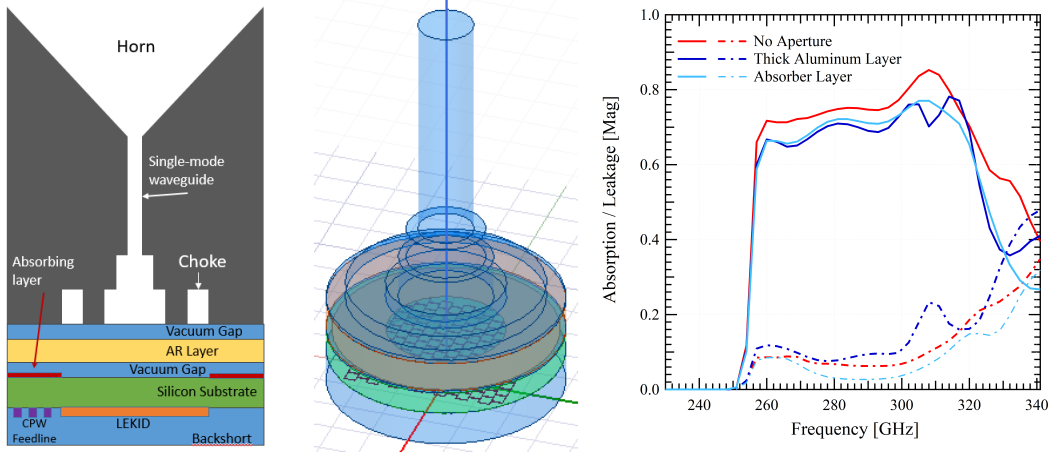 Horn
Single-mode
waveguide
Absorbing
layer
Choke
Vacuum Gap
AR Layer
Vacuum Gap
Silicon Substrate
CPW
Feedline
LEKID
Backshort
1.0
0.8
0.6
0.4
0.2
0.0
Absorption / Leakage [Mag]
No Aperture
Thick Aluminum Layer
Absorber Layer
240
260
280
300
320
340
Frequency [GHz]